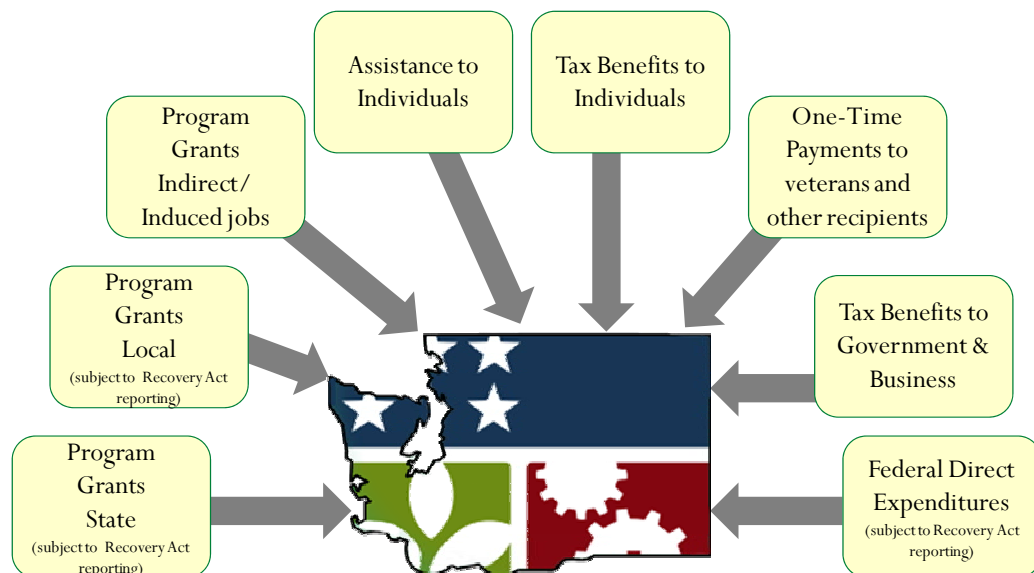 Program
Grants
State
(subject to Recovery Act
reporting)
Program
Grants
Local
(subject to Recovery Act
reporting)
Program
Grants
Indirect/
Induced jobs
Assistance to
Individuals
Tax Benefits to
Individuals
One-Time
Payments to
veterans and
other recipients
Tax Benefits to
Government &
Business
Federal Direct
Expenditures
(subject to Recovery Act
reporting)